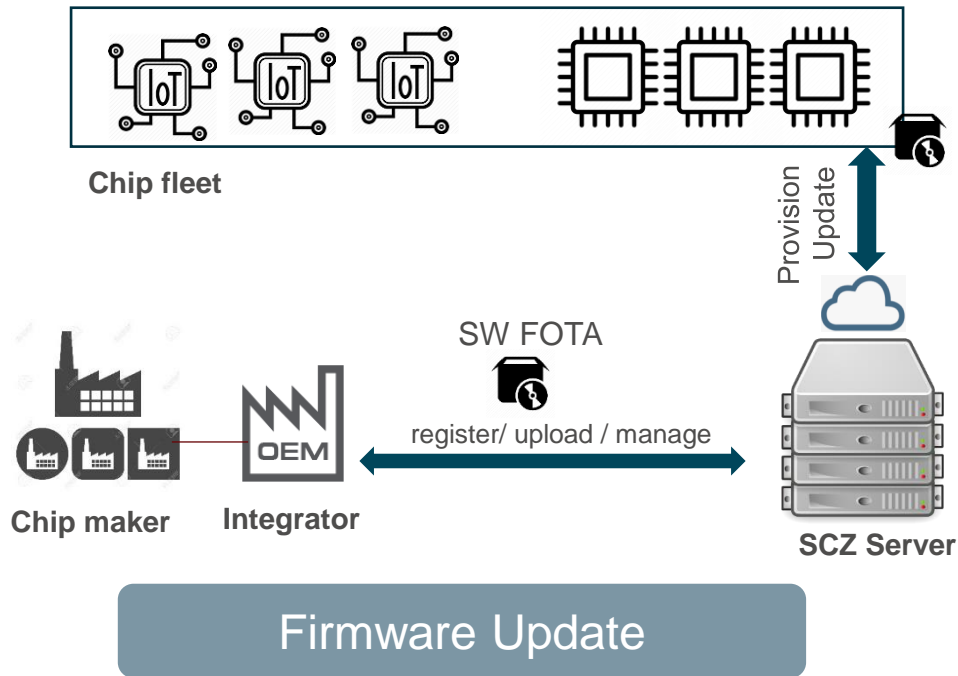 IoT IoT IoT
Chip fleet
Provision
Update
SW FOTA
register/ upload / manage
OEM
Chip maker
Integrator
SCZ Server
Firmware Update